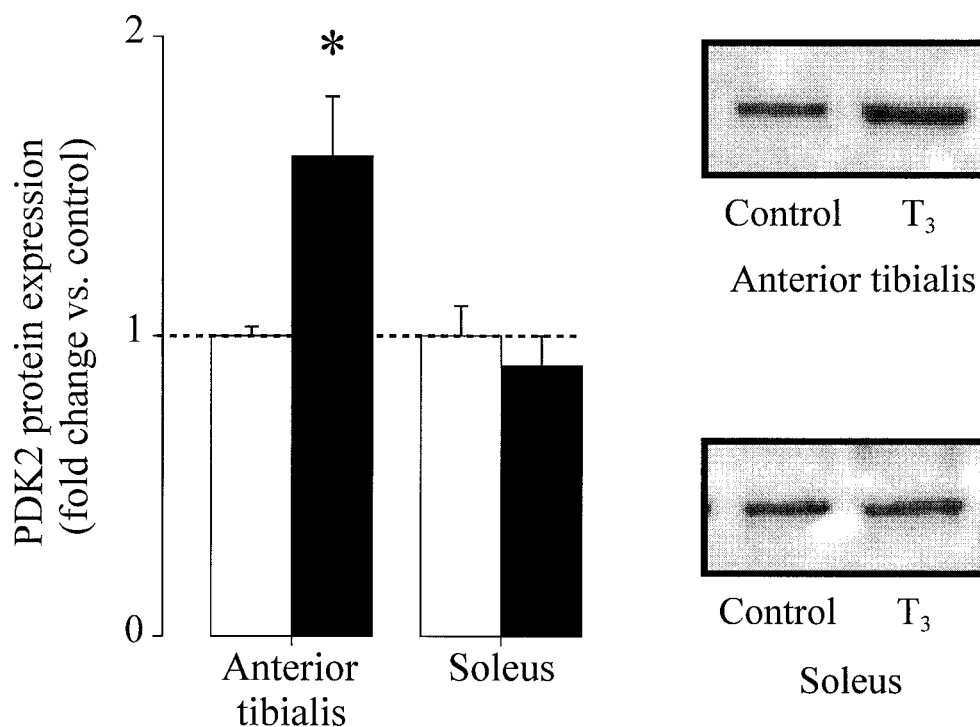 PDK2 protein expression
(fold change vs. control)
2
1
0
*
Anterior
tibialis
Soleus
Control T₃
Anterior tibialis
Control T₃
Soleus